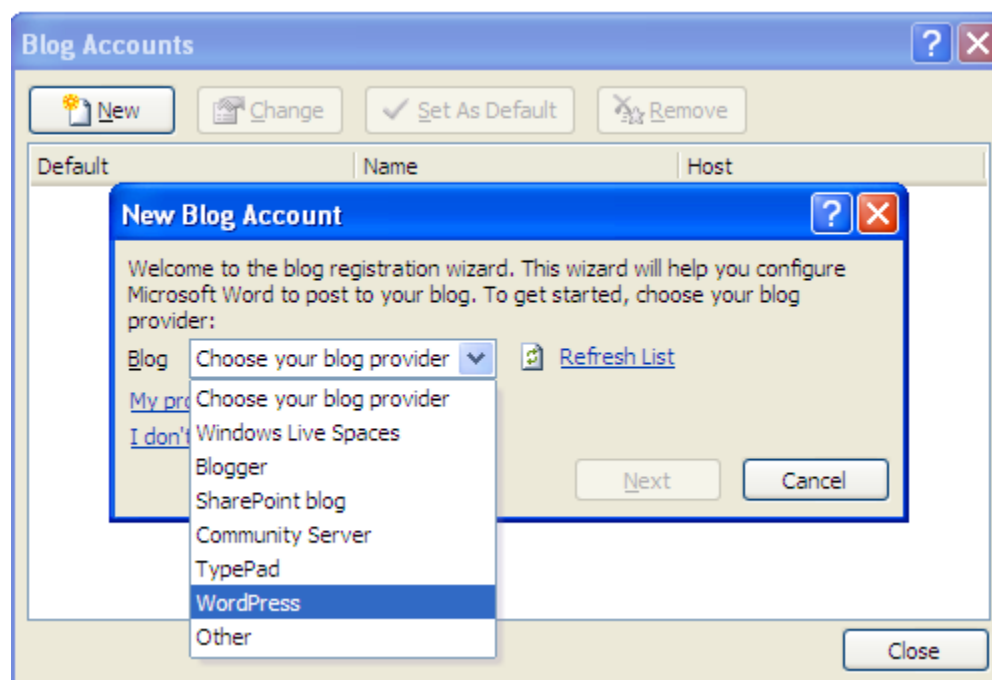 Blog Accounts
New Change Set As Default Remove
Default Name Host
New Blog Account
Welcome to the blog registration wizard. This wizard will help you configure
Microsoft Word to post to your blog. To get started, choose your blog
provider:
Blog Choose your blog provider Refresh List
My
I don't
Choose your blog provider
Windows Live Spaces
Blogger
SharePoint blog
Community Server
TypePad
WordPress
Other
Next Cancel
Close